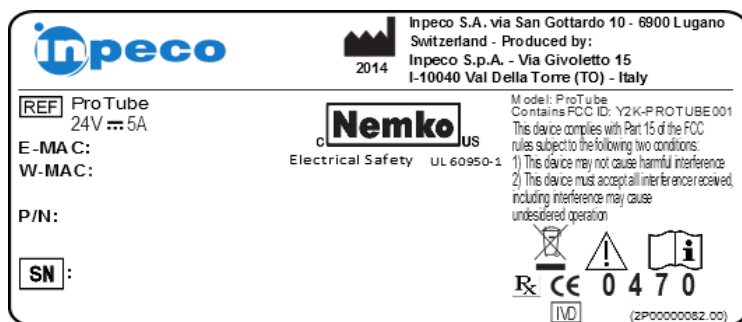 inpeco
2014
Inpeco S.A. via San Gottardo 10 - 6900 Lugano
Switzerland - Produced by:
Inpeco S.p.A. - Via Givoletto 15
I-10040 Val Della Torre (TO) - Italy
REF ProTube
24V 5A
E-MAC:
W-MAC:
P/N:
SN :
c Nemko us
Electrical Safety UL 60950-1
Model: ProTube
Contains FCC ID: Y2K-PROTUBE001
This device complies with Part 15 of the FCC
rules subject to the following two conditions:
1) This device may not cause harmful interference
2) This device must accept all interference received,
including interference may cause
undesidered operation
Rx CE 0470
IVD (2P00000082.00)